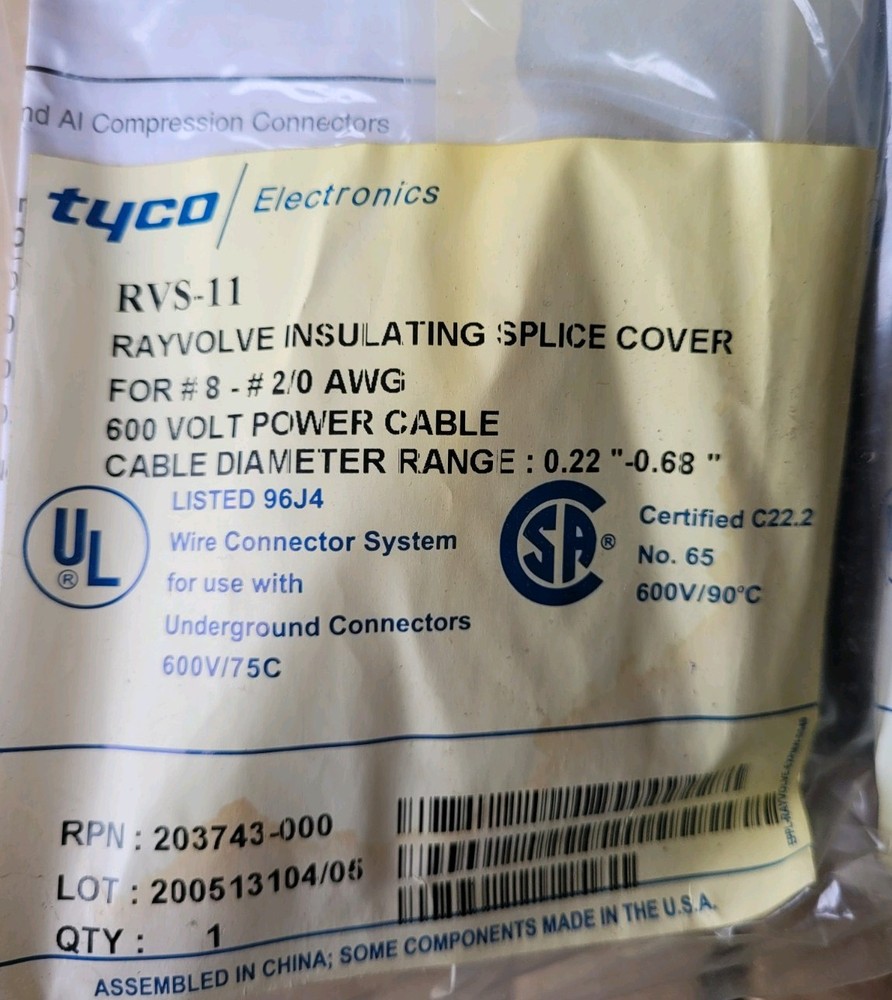 nd Al Compression Connectors
tyco / Electronics
RVS-11
RAYVOLVE INSULATING SPLICE COVER
FOR # 8 - # 2/0 AWG
600 VOLT POWER CABLE
CABLE DIAMETER RANGE : 0.22 "-0.68 "
UL ®
LISTED 96J4
Wire Connector System
for use with
Underground Connectors
600V/75C
SA ®
Certified C22.2
No. 65
600V/90°C
RPN : 203743-000
LOT : 200513104/05
QTY : 1
ASSEMBLED IN CHINA; SOME COMPONENTS MADE IN THE U.S.A.